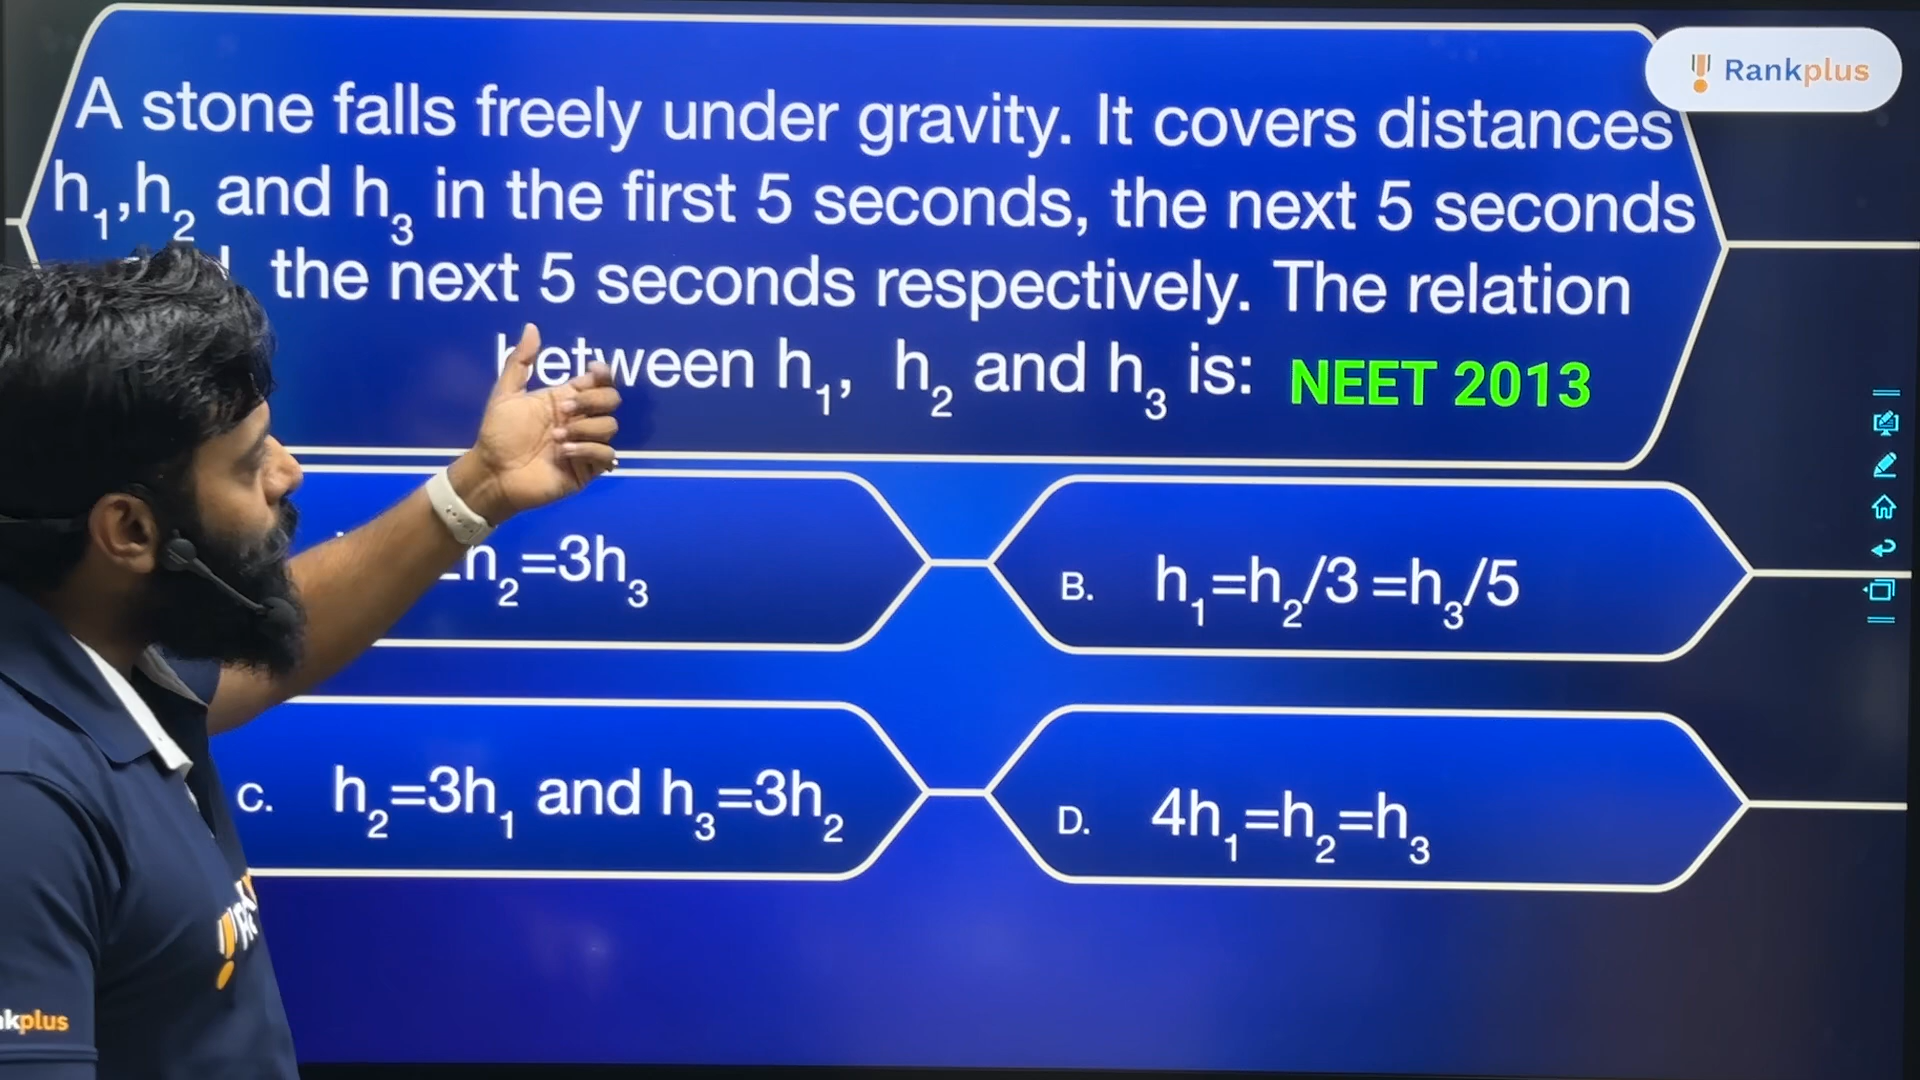 Rankplus
A stone falls freely under gravity. It covers distances
h₁,h₂ and h₃ in the first 5 seconds, the next 5 seconds
the next 5 seconds respectively. The relation
between h₁, h₂ and h₃ is: NEET 2013
h₂=3h₃
B. h₁=h₂/3 =h₃/5
C. h₂=3h₁ and h₃=3h₂
D. 4h₁=h₂=h₃
kplus